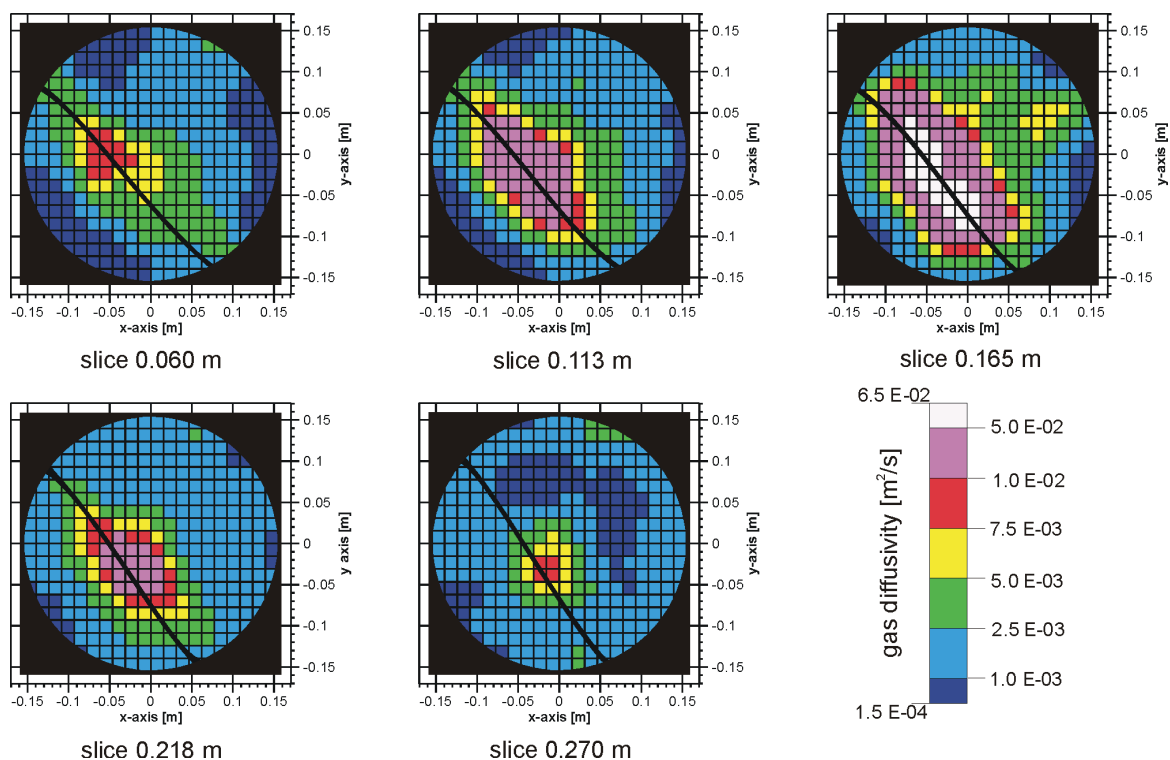 0.15
0.1
0.05
0
-0.05
-0.1
-0.15
y-axis [m]
-0.15 -0.1 -0.05 0 0.05 0.1 0.15
x-axis [m]
slice 0.060 m
0.15
0.1
0.05
0
-0.05
-0.1
-0.15
y-axis [m]
-0.15 -0.1 -0.05 0 0.05 0.1 0.15
x-axis [m]
slice 0.113 m
0.15
0.1
0.05
0
-0.05
-0.1
-0.15
y-axis [m]
-0.15 -0.1 -0.05 0 0.05 0.1 0.15
x-axis [m]
slice 0.165 m
0.15
0.1
0.05
0
-0.05
-0.1
-0.15
y axis [m]
-0.15 -0.1 -0.05 0 0.05 0.1 0.15
x-axis [m]
slice 0.218 m
0.15
0.1
0.05
0
-0.05
-0.1
-0.15
y-axis [m]
-0.15 -0.1 -0.05 0 0.05 0.1 0.15
x-axis [m]
slice 0.270 m
gas diffusivity [m²/s]
6.5 E-02
5.0 E-02
1.0 E-02
7.5 E-03
5.0 E-03
2.5 E-03
1.0 E-03
1.5 E-04